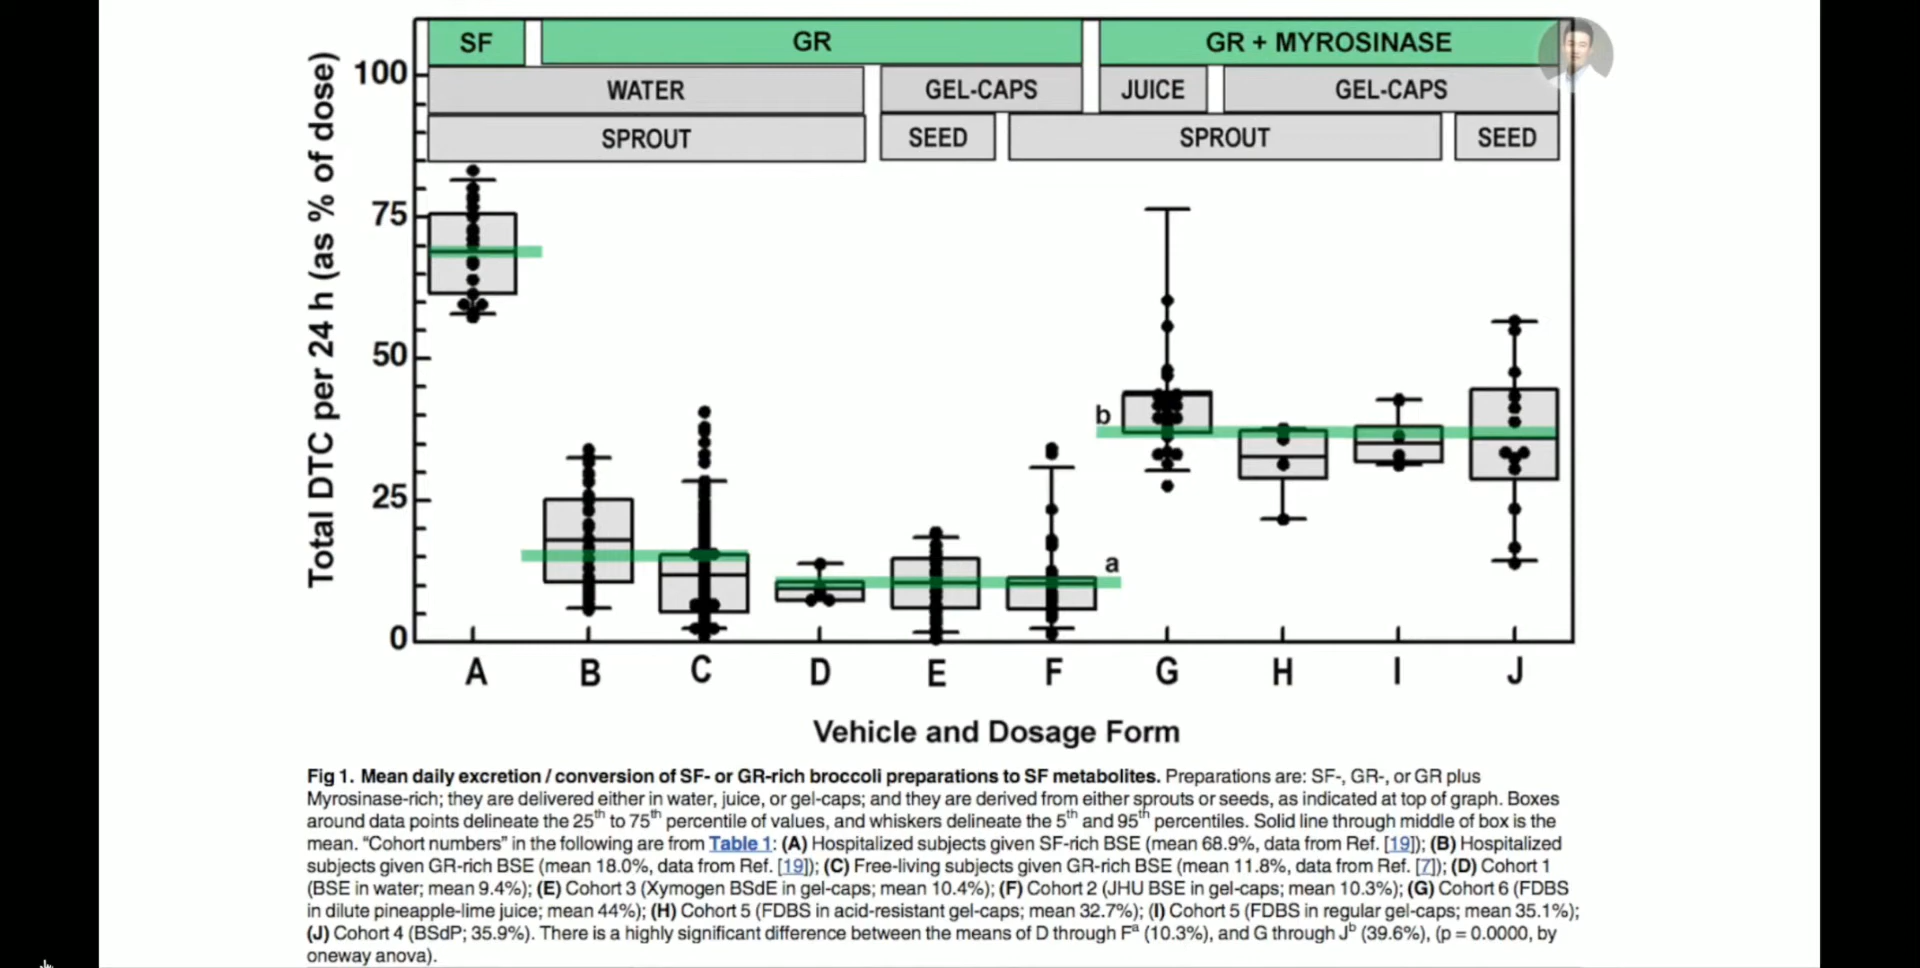 SF GR GR + MYROSINASE
WATER GEL-CAPS JUICE GEL-CAPS
SPROUT SEED SPROUT SEED
Total DTC per 24 h (as % of dose)
100
75
50
25
0
b
a
A B C D E F G H I J
Vehicle and Dosage Form
Fig 1. Mean daily excretion / conversion of SF- or GR-rich broccoli preparations to SF metabolites. Preparations are: SF-, GR-, or GR plus
Myrosinase-rich; they are delivered either in water, juice, or gel-caps; and they are derived from either sprouts or seeds, as indicated at top of graph. Boxes
around data points delineate the 25th to 75th percentile of values, and whiskers delineate the 5th and 95th percentiles. Solid line through middle of box is the
mean. “Cohort numbers” in the following are from Table 1: (A) Hospitalized subjects given SF-rich BSE (mean 68.9%, data from Ref. [19]); (B) Hospitalized
subjects given GR-rich BSE (mean 18.0%, data from Ref. [19]); (C) Free-living subjects given GR-rich BSE (mean 11.8%, data from Ref. [7]); (D) Cohort 1
(BSE in water; mean 9.4%); (E) Cohort 3 (Xymogen BSdE in gel-caps; mean 10.4%); (F) Cohort 2 (JHU BSE in gel-caps; mean 10.3%); (G) Cohort 6 (FDBS
in dilute pineapple-lime juice; mean 44%); (H) Cohort 5 (FDBS in acid-resistant gel-caps; mean 32.7%); (I) Cohort 5 (FDBS in regular gel-caps; mean 35.1%);
(J) Cohort 4 (BSdP; 35.9%). There is a highly significant difference between the means of D through Fa (10.3%), and G through Jb (39.6%), (p = 0.0000, by
oneway anova).